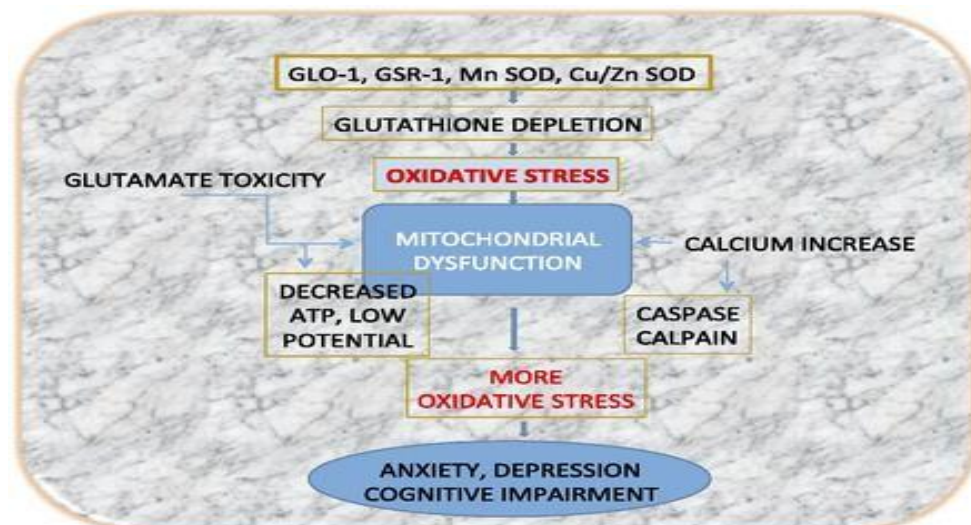 GLO-1, GSR-1, Mn SOD, Cu/Zn SOD
GLUTATHIONE DEPLETION
OXIDATIVE STRESS
GLUTAMATE TOXICITY
MITOCHONDRIAL
DYSFUNCTION
CALCIUM INCREASE
DECREASED
ATP, LOW
POTENTIAL
CASPASE
CALPAIN
MORE
OXIDATIVE STRESS
ANXIETY, DEPRESSION
COGNITIVE IMPAIRMENT